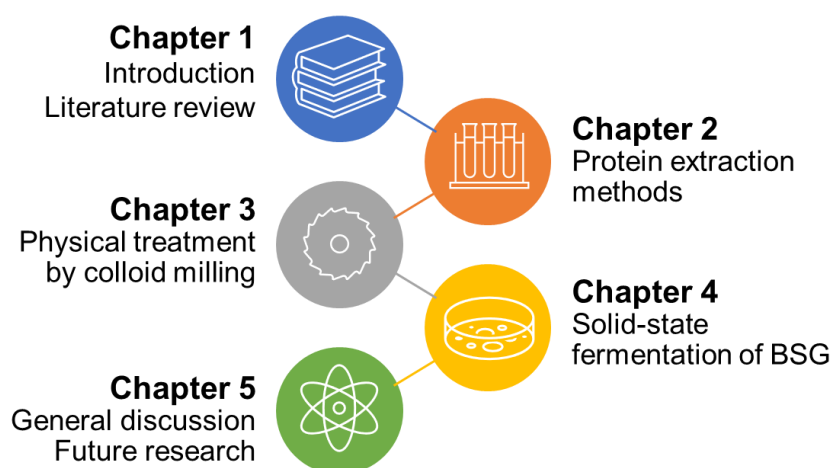 Chapter 1
Introduction
Literature review
Chapter 2
Protein extraction
methods
Chapter 3
Physical treatment
by colloid milling
Chapter 4
Solid-state
fermentation of BSG
Chapter 5
General discussion
Future research